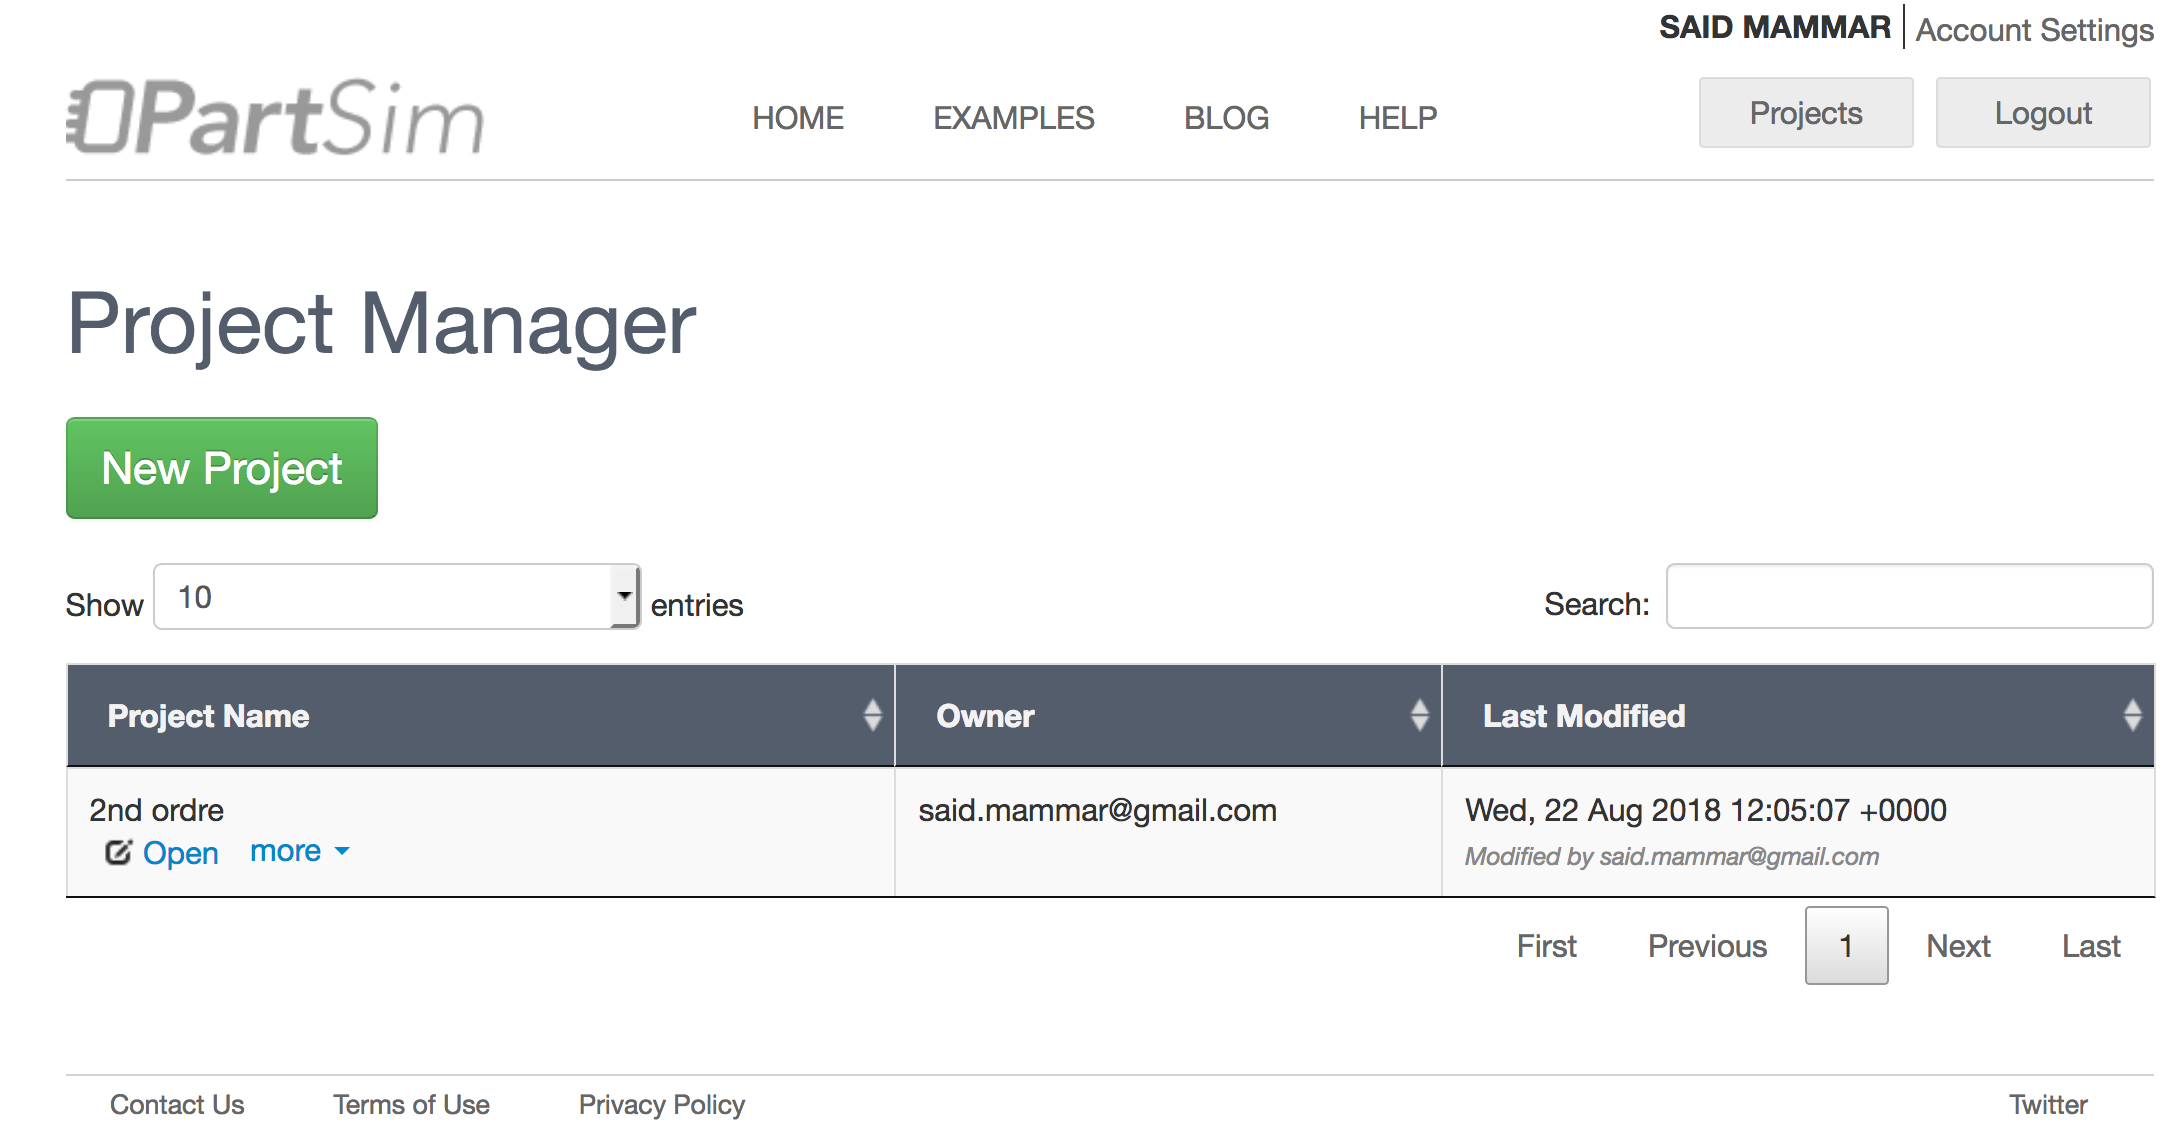 SAID MAMMAR Account Settings
PartSim HOME EXAMPLES BLOG HELP Projects Logout
Project Manager
New Project
Show 10 entries Search:
Project Name Owner Last Modified
2nd ordre said.mammar@gmail.com Wed, 22 Aug 2018 12:05:07 +0000
Open more Modified by said.mammar@gmail.com
First Previous 1 Next Last
Contact Us Terms of Use Privacy Policy Twitter